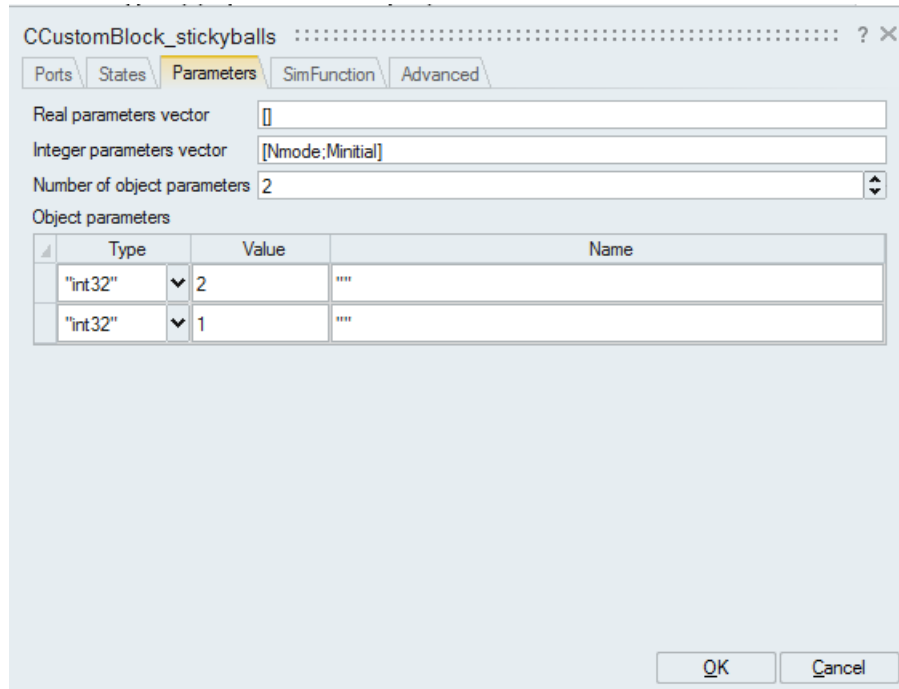 CCustomBlock_stickyballs ? ×
Ports States Parameters SimFunction Advanced
Real parameters vector []
Integer parameters vector [Nmode;Minitial]
Number of object parameters 2
Object parameters
Type Value Name
"int32" 2 ""
"int32" 1 ""
OK Cancel